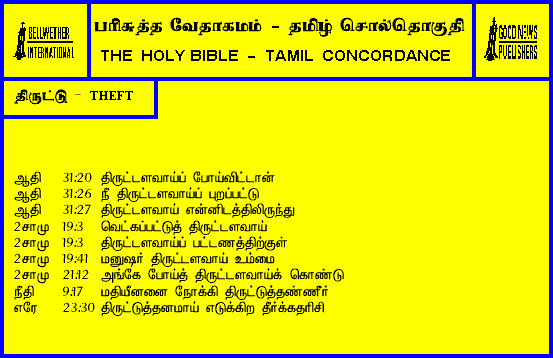 BELLWETHER
INTERNATIONAL
பரிசுத்த வேதாகமம் - தமிழ் சொல்தொகுதி
THE HOLY BIBLE - TAMIL CONCORDANCE
GOOD NEWS
PUBLISHERS
திருட்டு - THEFT
ஆதி 31:20 திருட்டளவாய்ப் போய்விட்டான்
ஆதி 31:26 நீ திருட்டளவாய்ப் புறப்பட்டு
ஆதி 31:27 திருட்டளவாய் என்னிடத்திலிருந்து
2சாமு 19:3 வெட்கப்பட்டுத் திருட்டளவாய்
2சாமு 19:3 திருட்டளவாய்ப் பட்டணத்திற்குள்
2சாமு 19:41 மனுஷர் திருட்டளவாய் உம்மை
2சாமு 21:12 அங்கே போய்த் திருட்டளவாய்க் கொண்டு
நீதி 9:17 மதியீனனை நோக்கி திருட்டுத்தண்ணீர்
எரே 23:30 திருட்டுத்தனமாய் எடுக்கிற தீர்க்கதரிசி